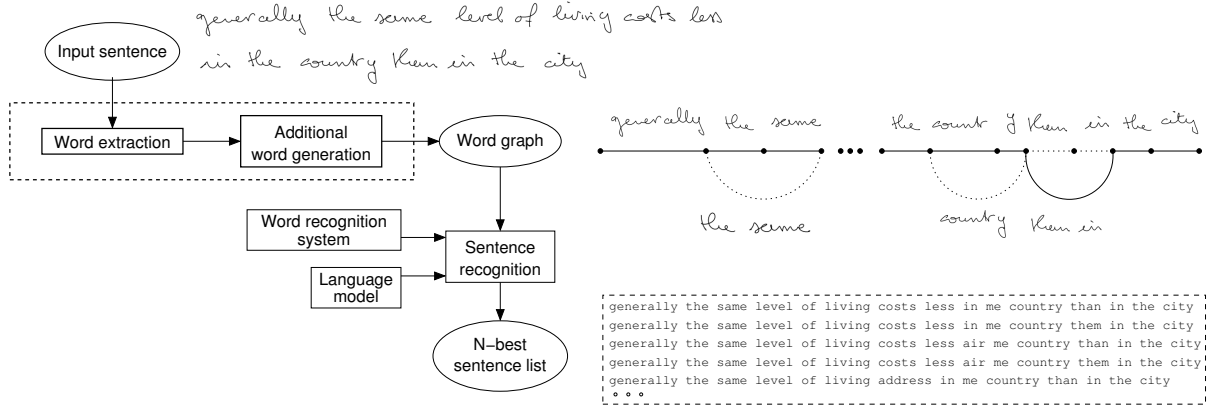 generally the same level of living costs less
in the country than in the city
Input sentence
Word extraction
Additional
word generation
Word graph
Word recognition
system
Language
model
Sentence
recognition
N−best
sentence list
generally the same
the count y than in the city
the same
country than in
generally the same level of living costs less in me country than in the city
generally the same level of living costs less in me country them in the city
generally the same level of living costs less air me country than in the city
generally the same level of living costs less air me country them in the city
generally the same level of living address in me country than in the city